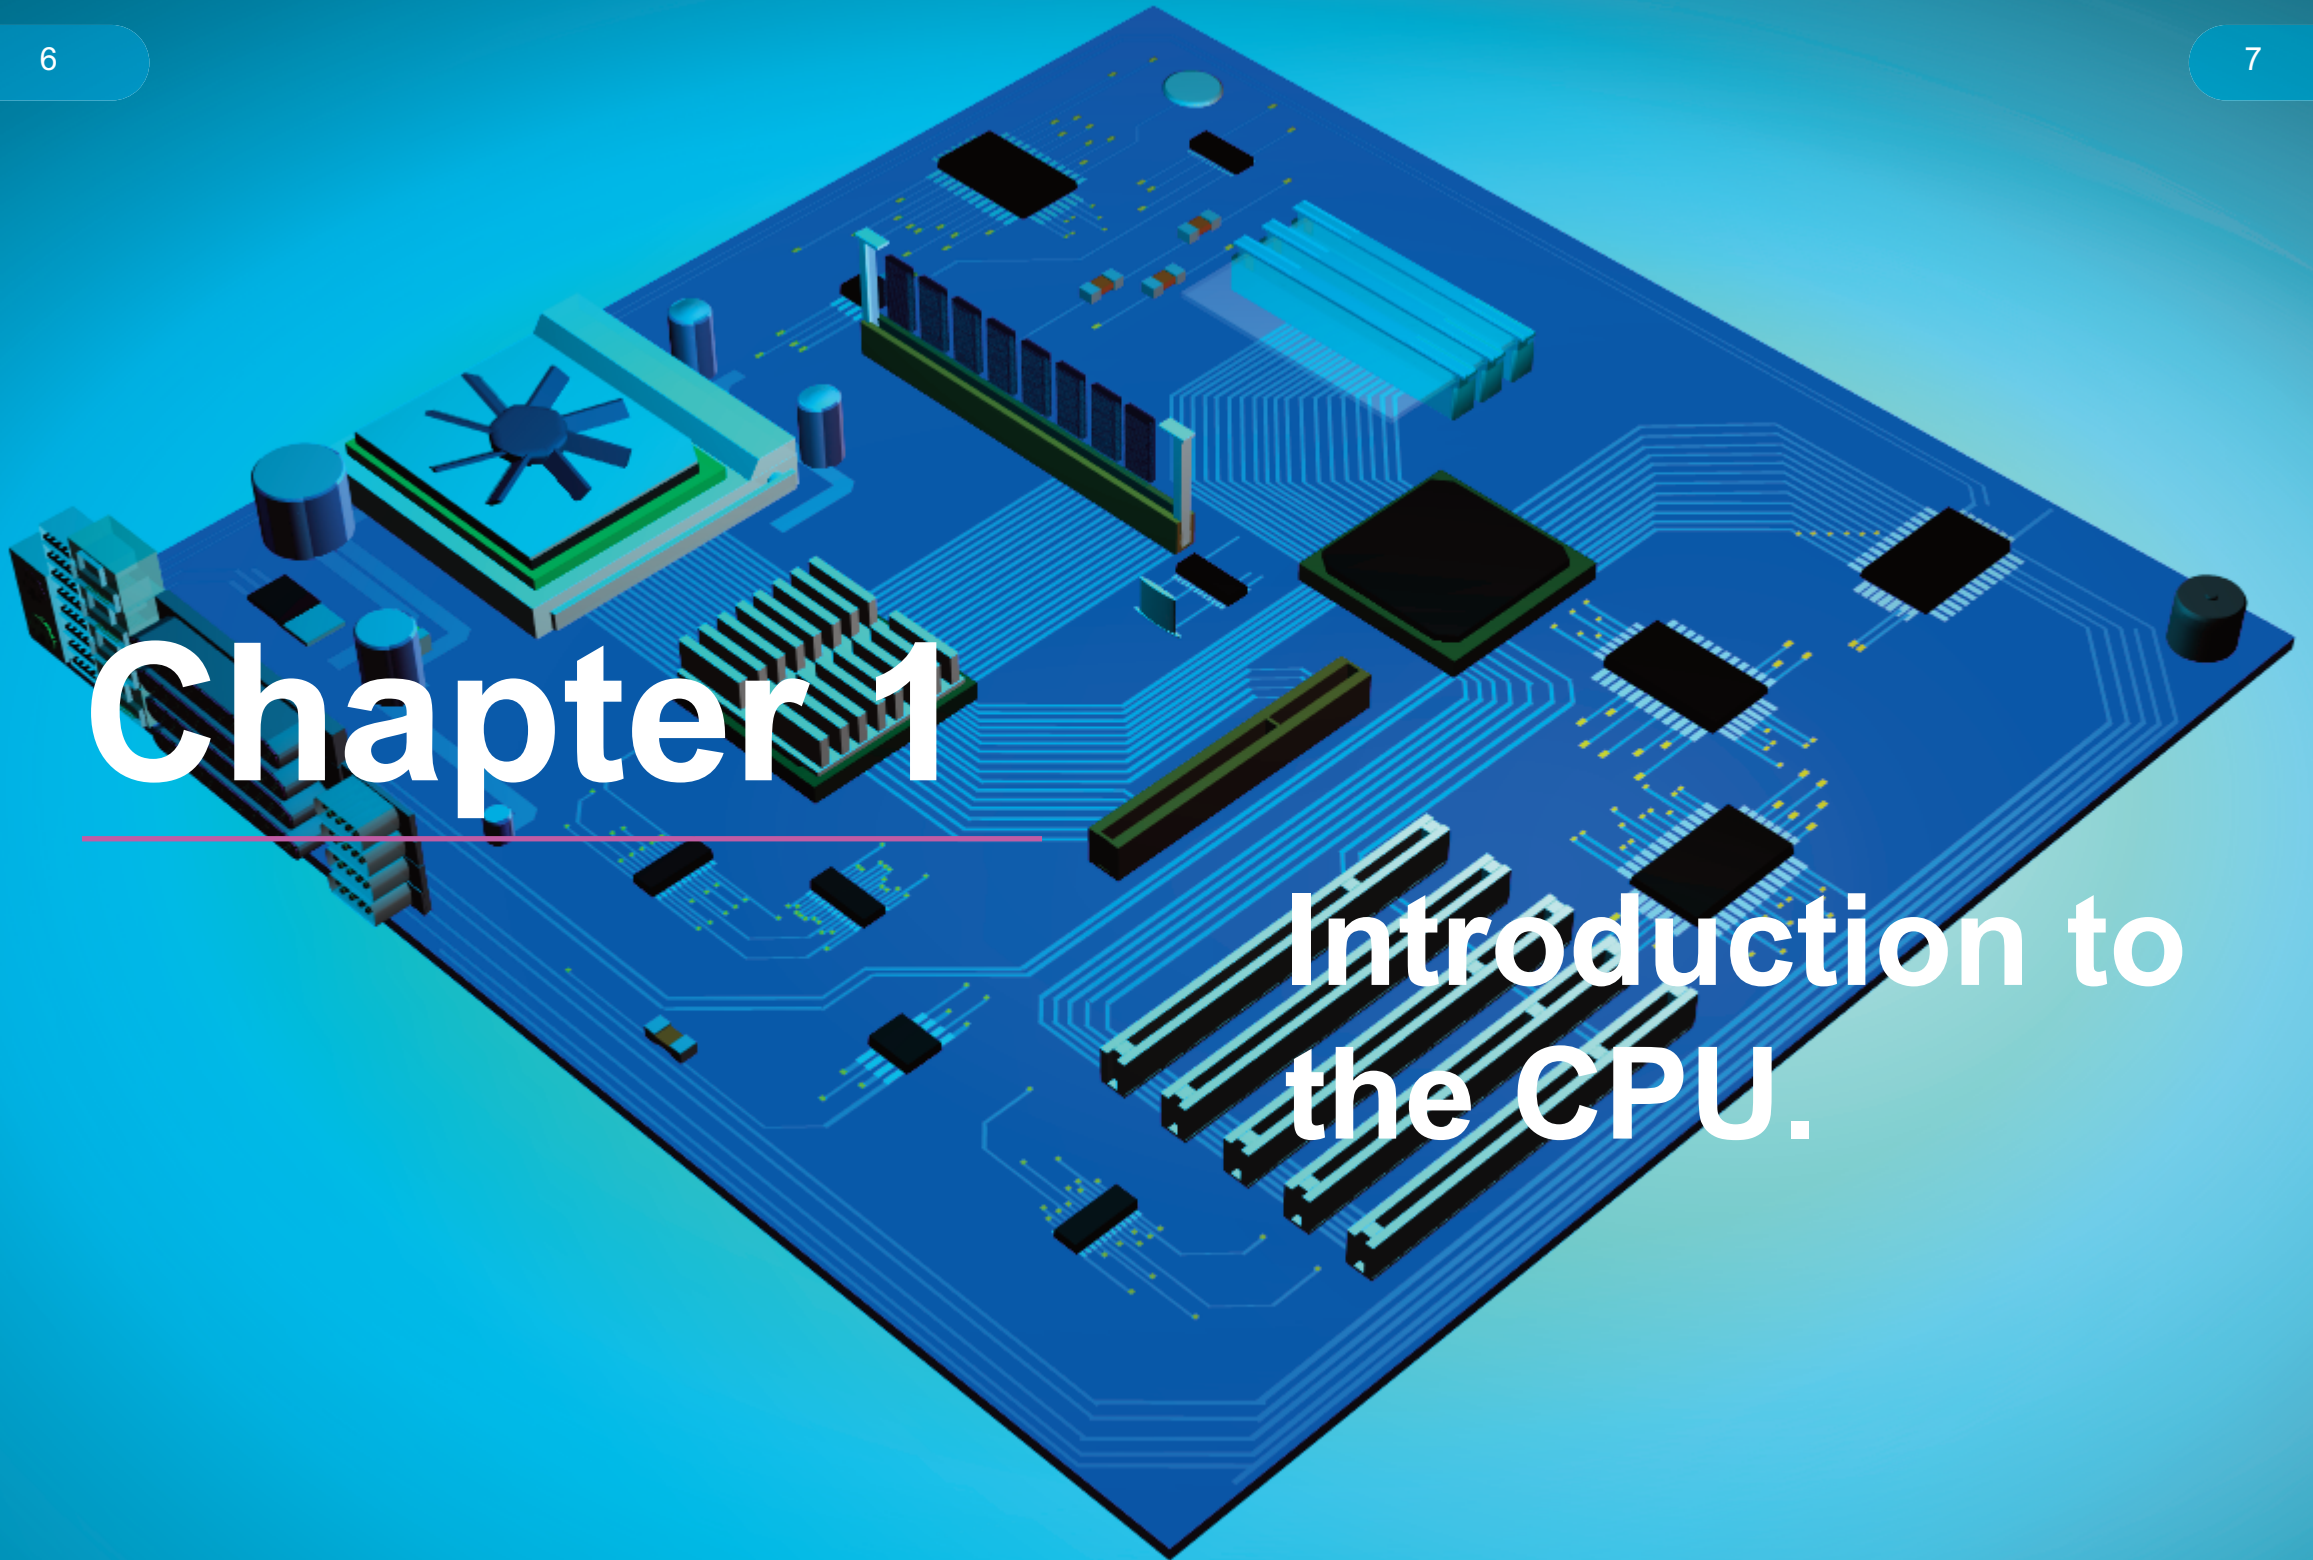 6
7
Chapter 1
Introduction to
the CPU.